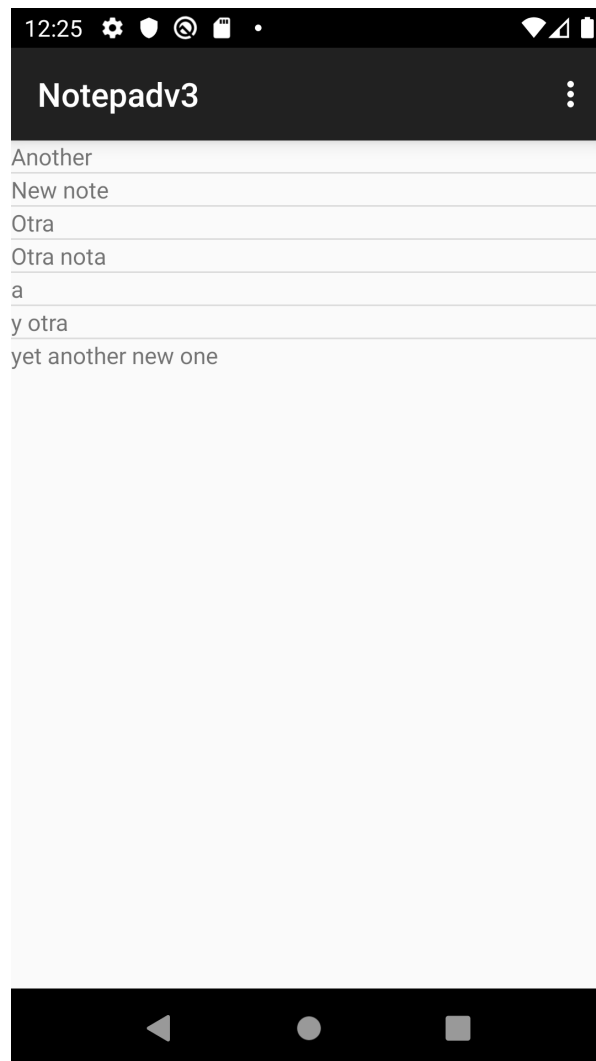 12:25
Notepadv3
Another
New note
Otra
Otra nota
a
y otra
yet another new one